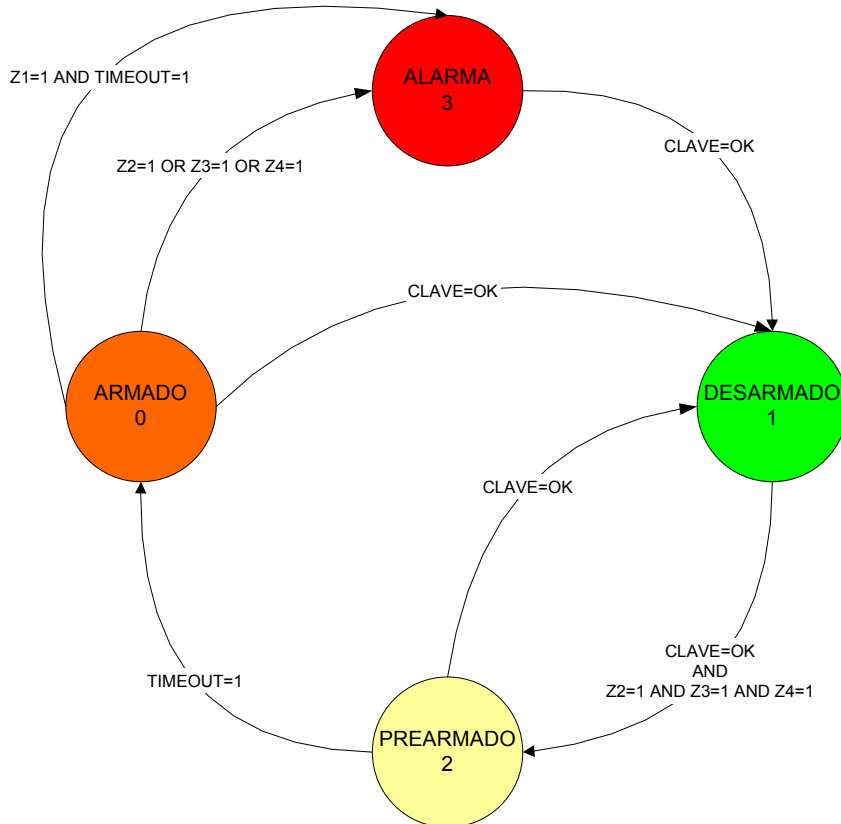 ALARMA
3
Z1=1 AND TIMEOUT=1
Z2=1 OR Z3=1 OR Z4=1
CLAVE=OK
CLAVE=OK
ARMADO
0
DESARMADO
1
CLAVE=OK
CLAVE=OK
AND
Z2=1 AND Z3=1 AND Z4=1
TIMEOUT=1
PREARMADO
2